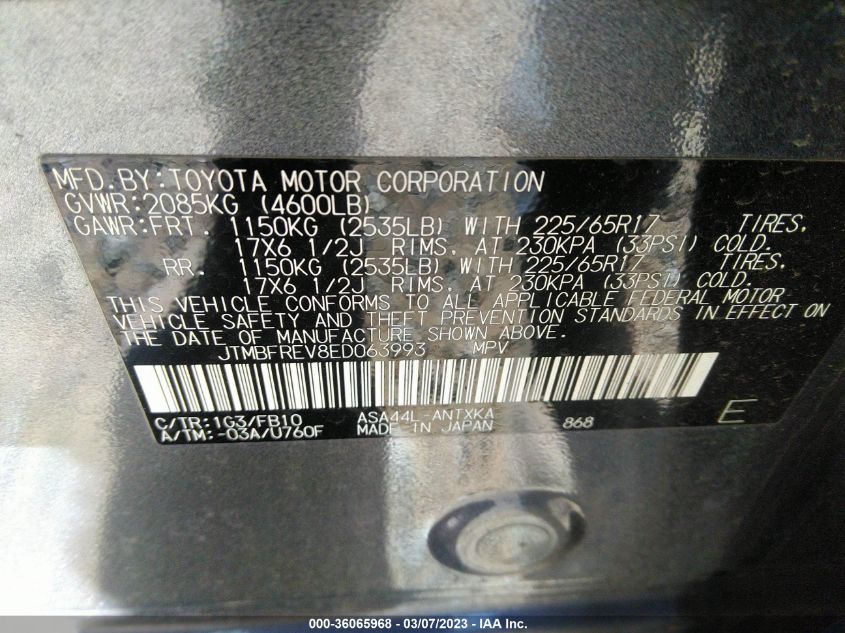 MFD. BY: TOYOTA MOTOR CORPORATION
GVWR: 2085KG (4600LB)
GAWR: FRT. 1150KG (2535LB) WITH 225/65R17 TIRES,
17X6 1/2J RIMS, AT 230KPA (33PSI) COLD.
RR. 1150KG (2535LB) WITH 225/65R17 TIRES,
17X6 1/2J RIMS, AT 230KPA (33PSI) COLD.
THIS VEHICLE CONFORMS TO ALL APPLICABLE FEDERAL MOTOR
VEHICLE SAFETY AND THEFT PREVENTION STANDARDS IN EFFECT ON
THE DATE OF MANUFACTURE SHOWN ABOVE.
JTMBFREV8ED063993 MPV
C/TR: 1G3/FB10 ASA44L-ANTXKA 868 E
A/TM: -03A/U760F MADE IN JAPAN
000-36065968 - 03/07/2023 - IAA Inc.